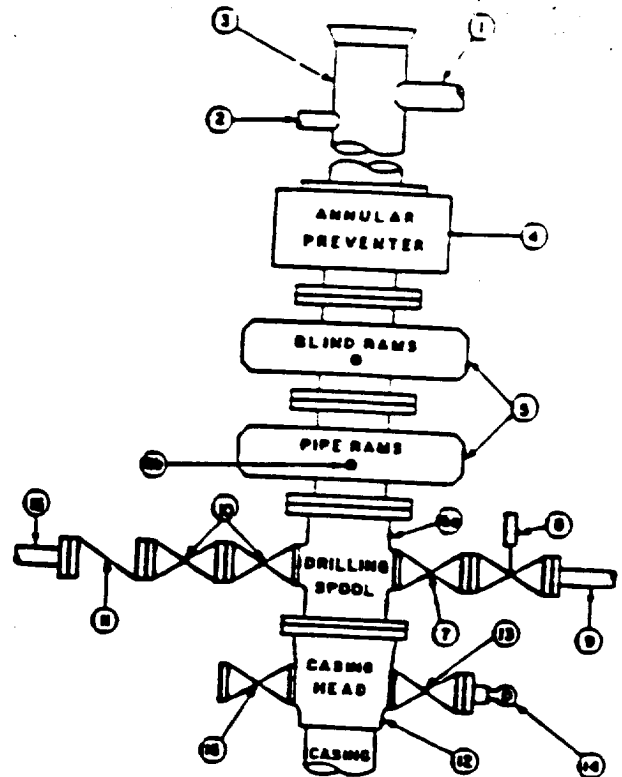 3
1
2
ANNULAR
PREVENTER
4
BLIND RAMS
5
PIPE RAMS
10
8
DRILLING
SPOOL
11
7
9
13
CASING
HEAD
12
14
CASING